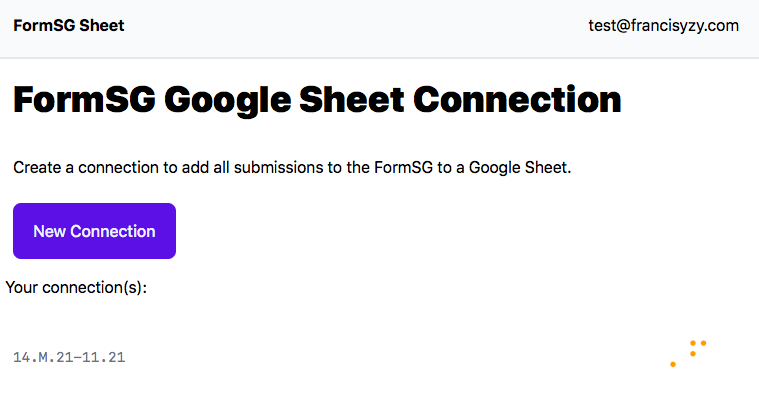 FormSG Sheet
test@francisyzy.com
FormSG Google Sheet Connection
Create a connection to add all submissions to the FormSG to a Google Sheet.
New Connection
Your connection(s):
14.M.21–11.21